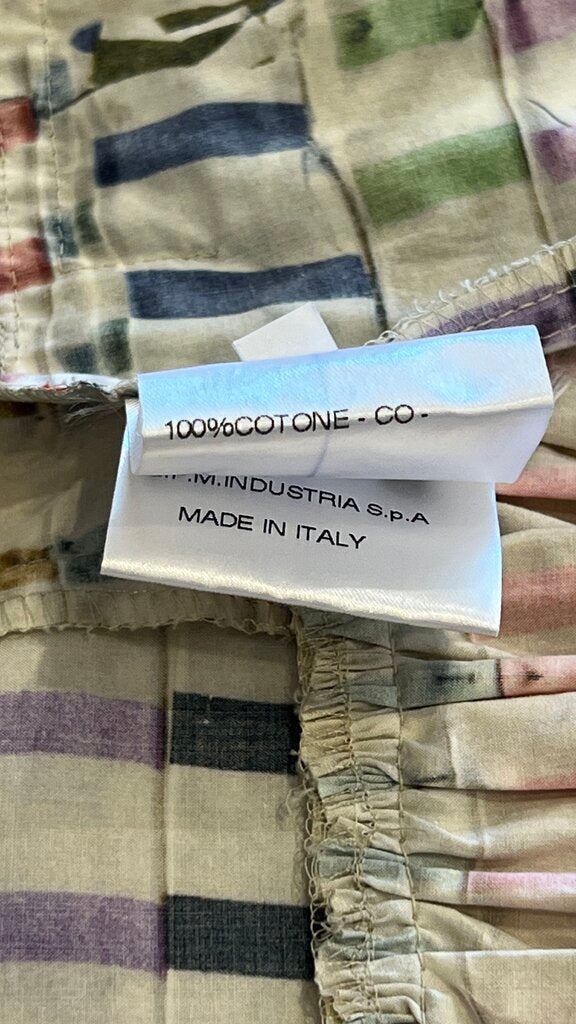 100%COTONE - CO -
INDUSTRIA S.p.A
MADE IN ITALY